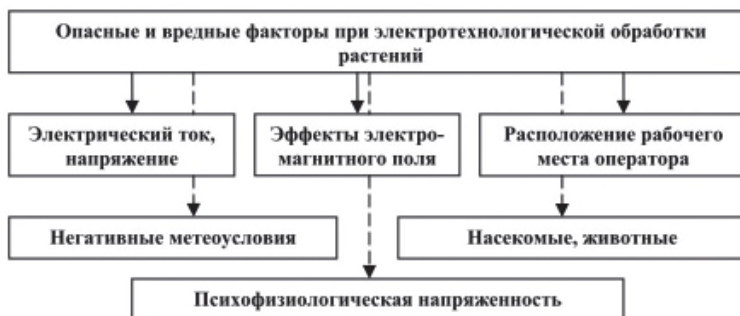 Опасные и вредные факторы при электротехнологической обработки
растений
Электрический ток,
напряжение
Эффекты электро-
магнитного поля
Расположение рабочего
места оператора
Негативные метеоусловия
Насекомые, животные
Психофизиологическая напряженность